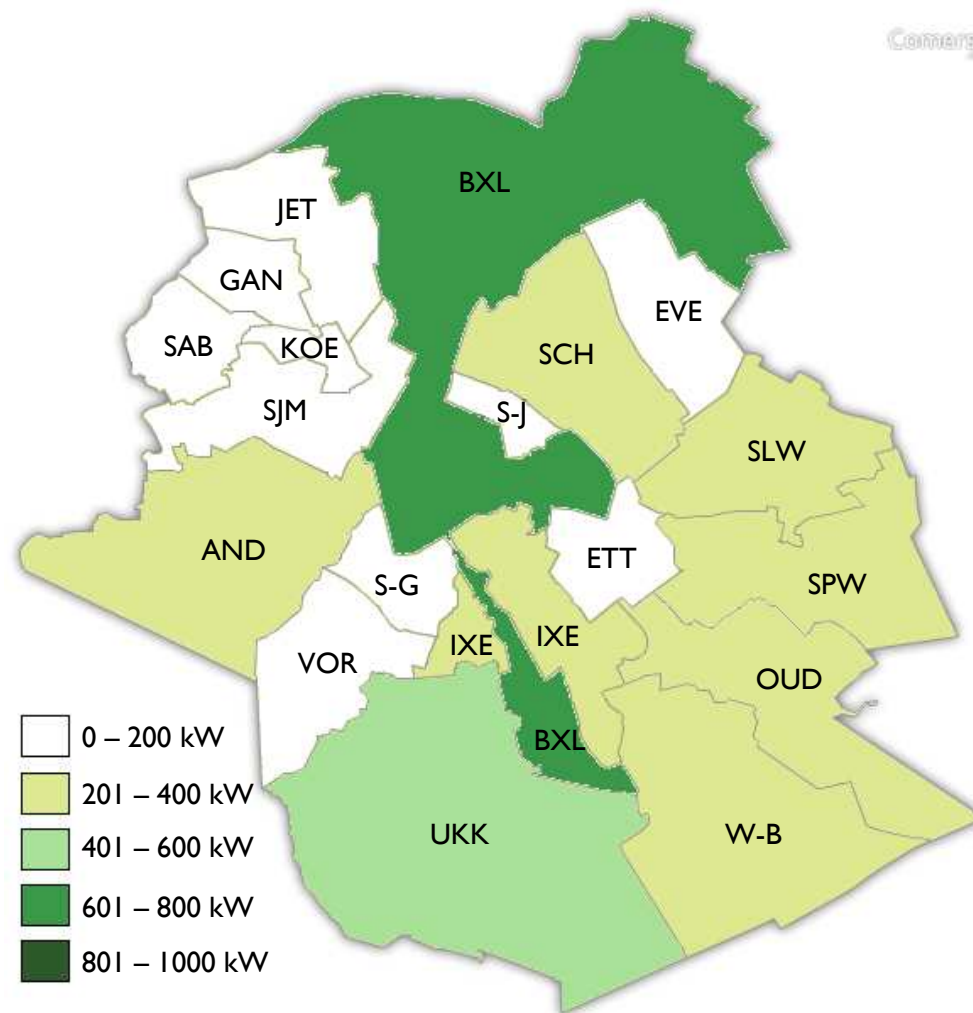 BXL
JET
GAN
EVE
SAB
KOE
SCH
SJM
S-J
SLW
AND
ETT
S-G
SPW
IXE
IXE
VOR
OUD
BXL
UKK
W-B
0 – 200 kW
201 – 400 kW
401 – 600 kW
601 – 800 kW
801 – 1000 kW